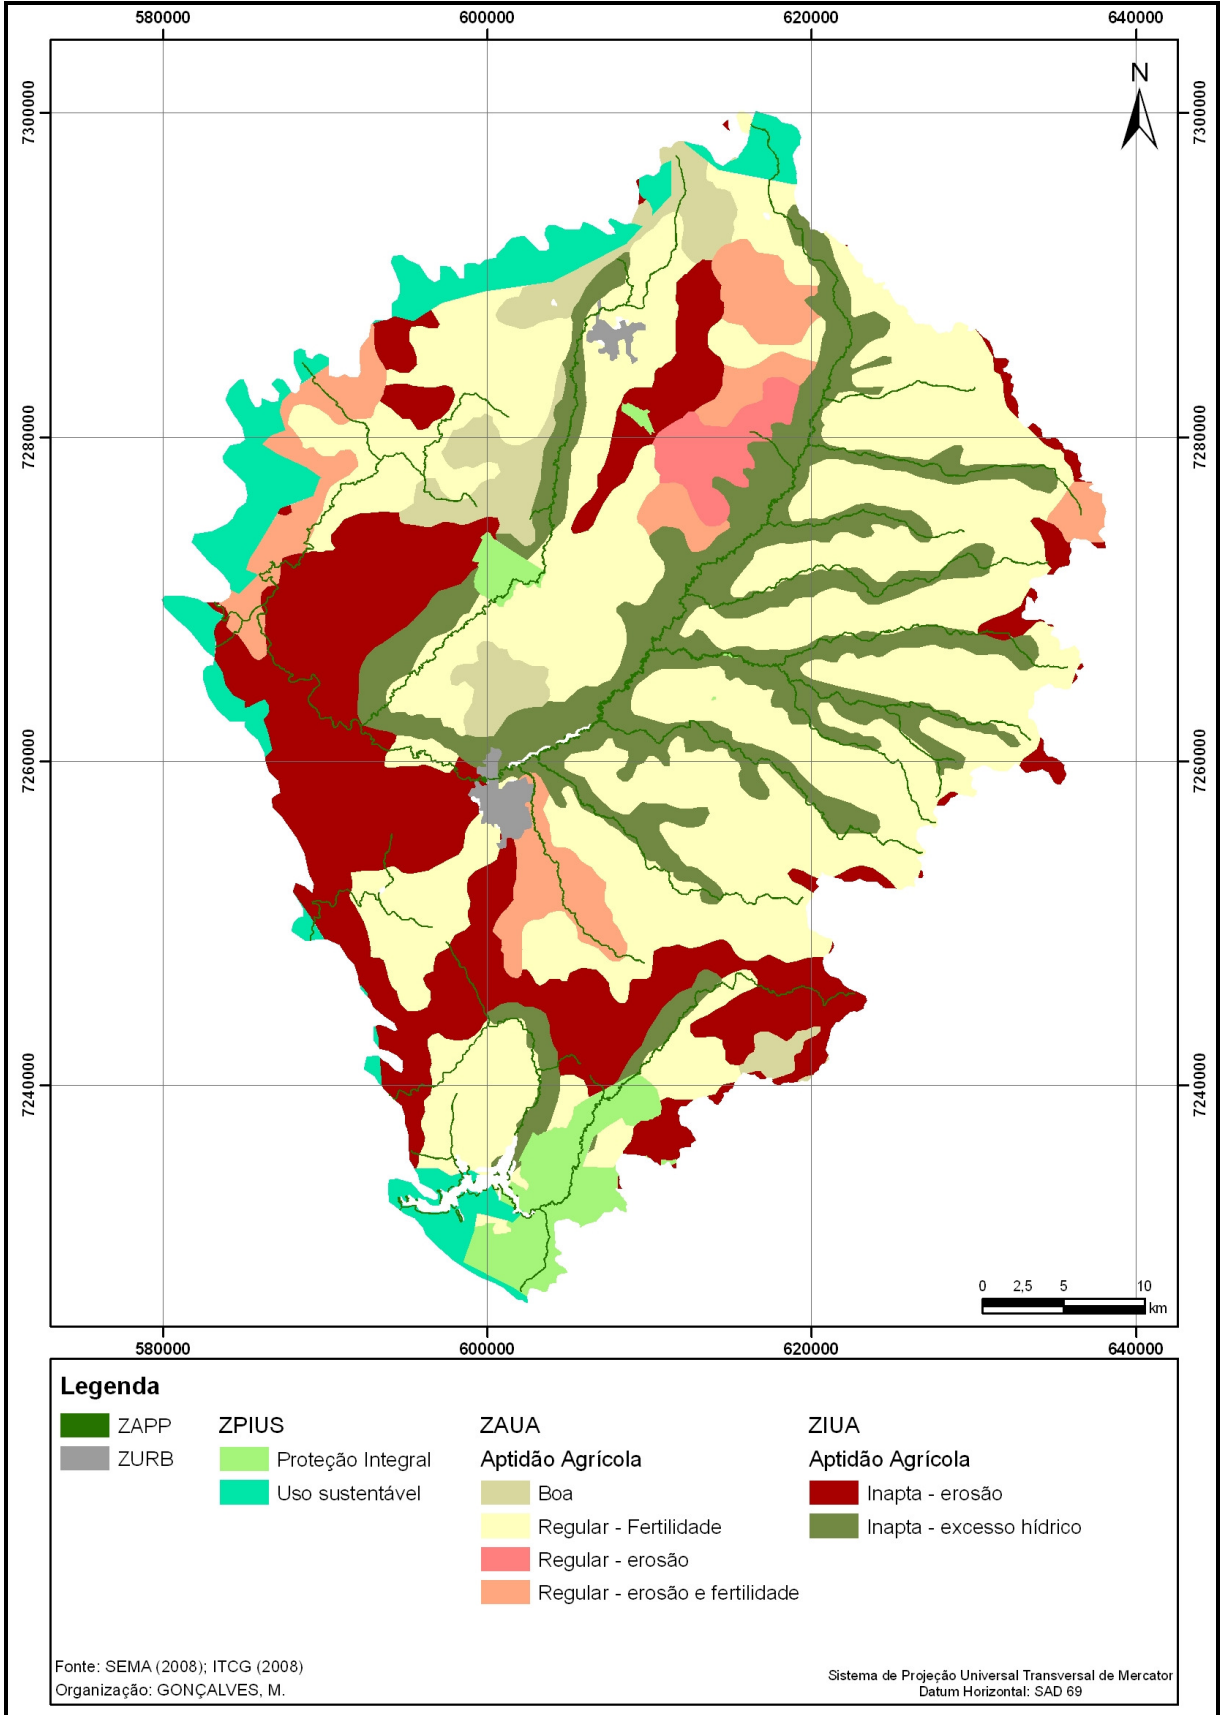 580000 600000 620000 640000
N
7300000 7300000
7280000 7280000
7260000 7260000
7240000 7240000
0 2,5 5 10
km
580000 600000 620000 640000
Legenda
ZAPP
ZURB
ZPIUS
Proteção Integral
Uso sustentável
ZAUA
Aptidão Agrícola
Boa
Regular - Fertilidade
Regular - erosão
Regular - erosão e fertilidade
ZIUA
Aptidão Agrícola
Inapta - erosão
Inapta - excesso hídrico
Fonte: SEMA (2008); ITCG (2008)
Organização: GONÇALVES, M.
Sistema de Projeção Universal Transversal de Mercator
Datum Horizontal: SAD 69